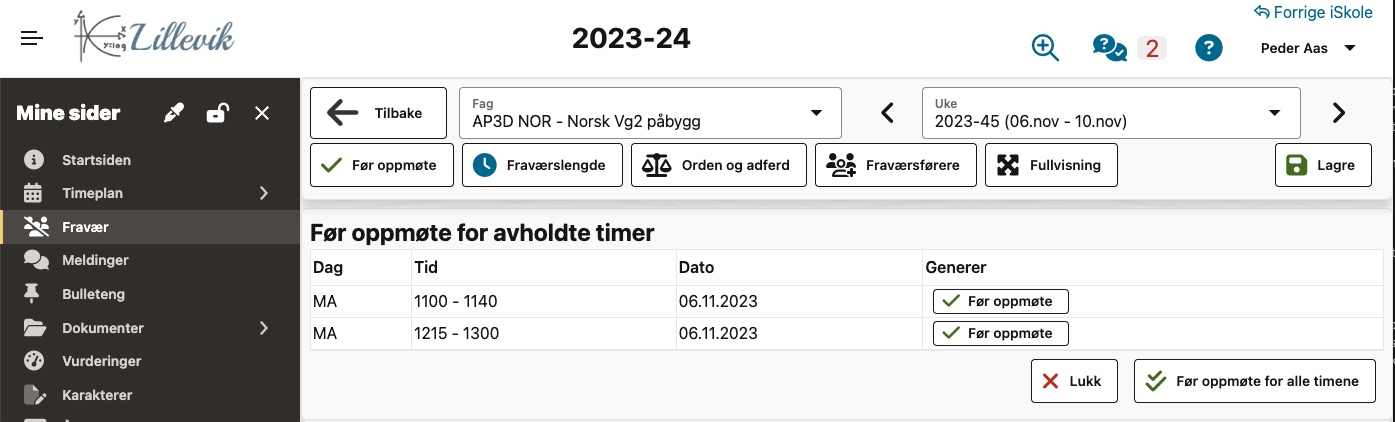 Forrige iSkole
y x y=log Lillevik
2023-24
2
Peder Aas
Mine sider
Startsiden
Timeplan
Fravær
Meldinger
Bulleteng
Dokumenter
Vurderinger
Karakterer
Tilbake
Fag
AP3D NOR - Norsk Vg2 påbygg
Uke
2023-45 (06.nov - 10.nov)
Før oppmøte
Fraværslengde
Orden og adferd
Fraværsførere
Fullvisning
Lagre
Før oppmøte for avholdte timer
Dag Tid Dato Generer
MA 1100 - 1140 06.11.2023 Før oppmøte
MA 1215 - 1300 06.11.2023 Før oppmøte
Lukk
Før oppmøte for alle timene